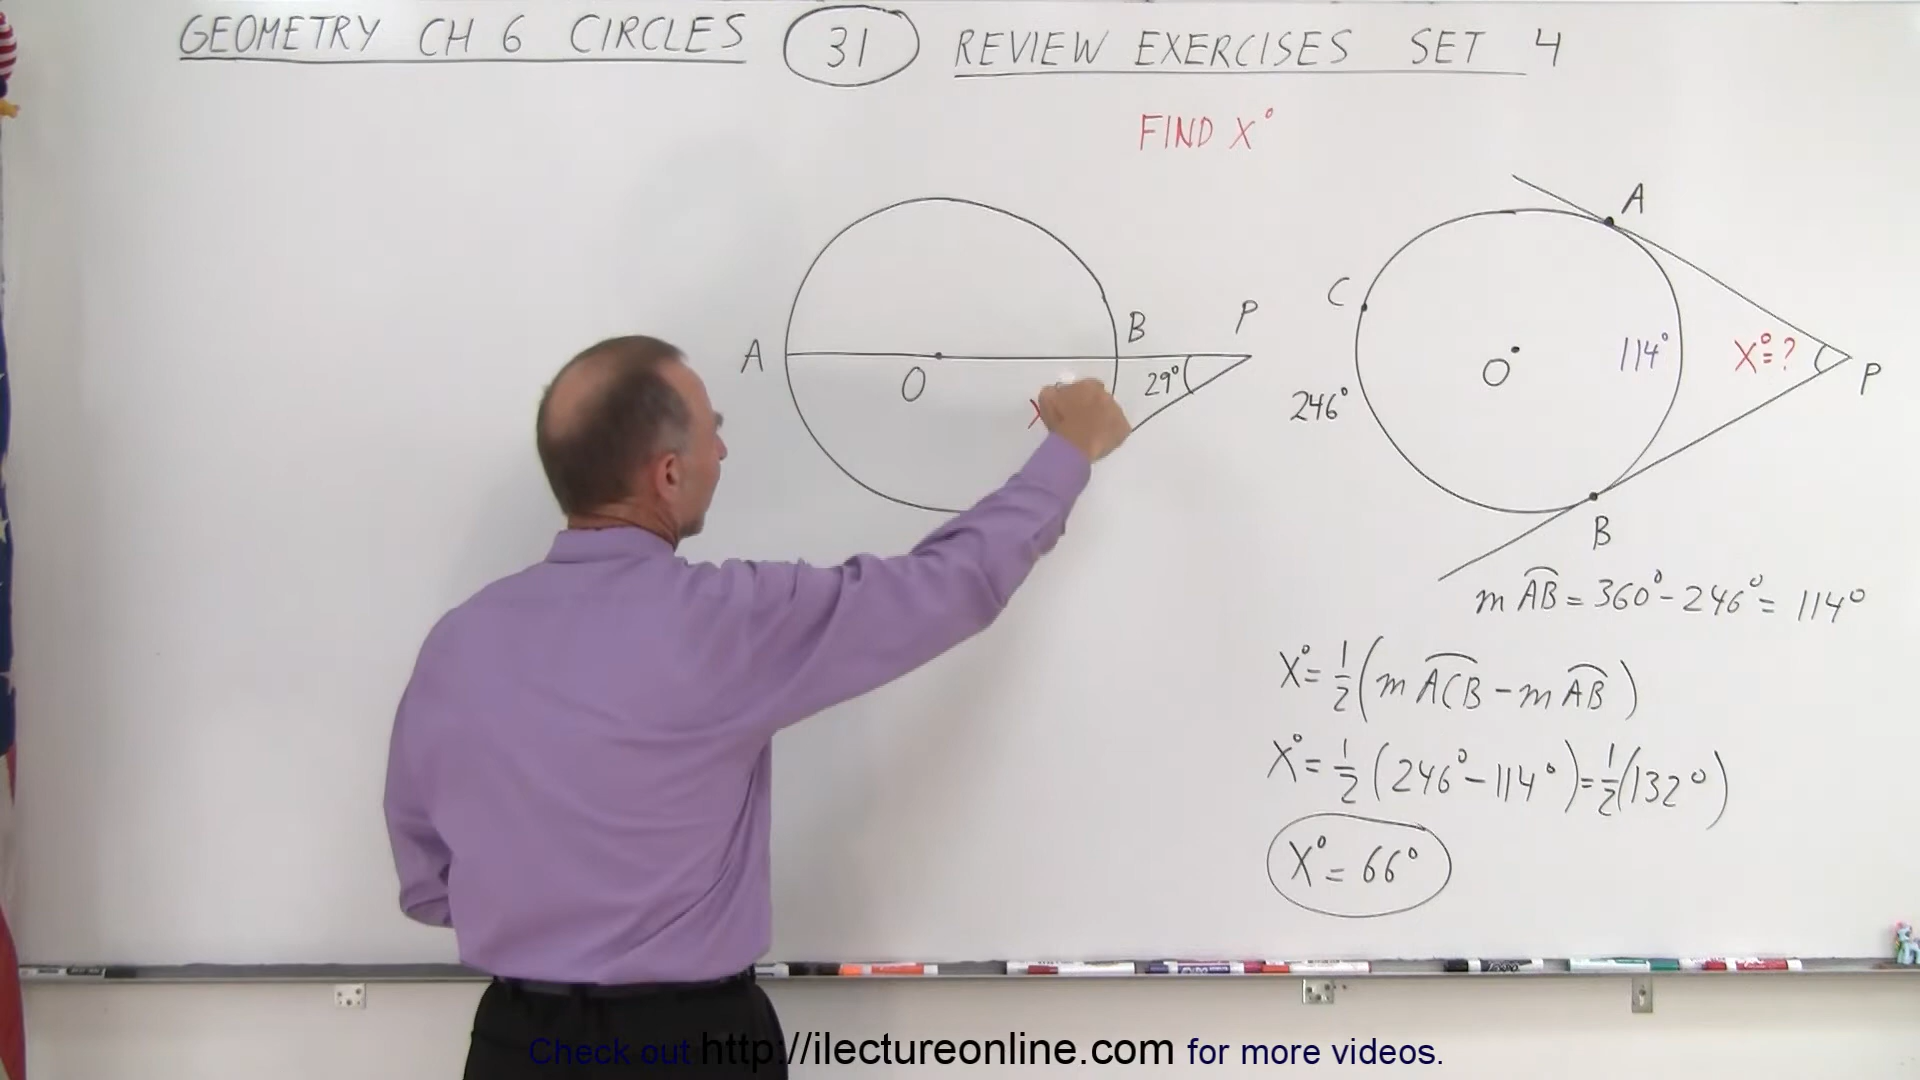 GEOMETRY CH 6 CIRCLES 31 REVIEW EXERCISES SET 4
FIND X°
A
O
B
P
29°
X
A
C
O
114°
X°=?
P
246°
B
m AB = 360° - 246° = 114°
X° = 1/2 (m ACB - m AB)
X° = 1/2 (246° - 114°) = 1/2 (132°)
X° = 66°
Check out http://ilectureonline.com for more videos.